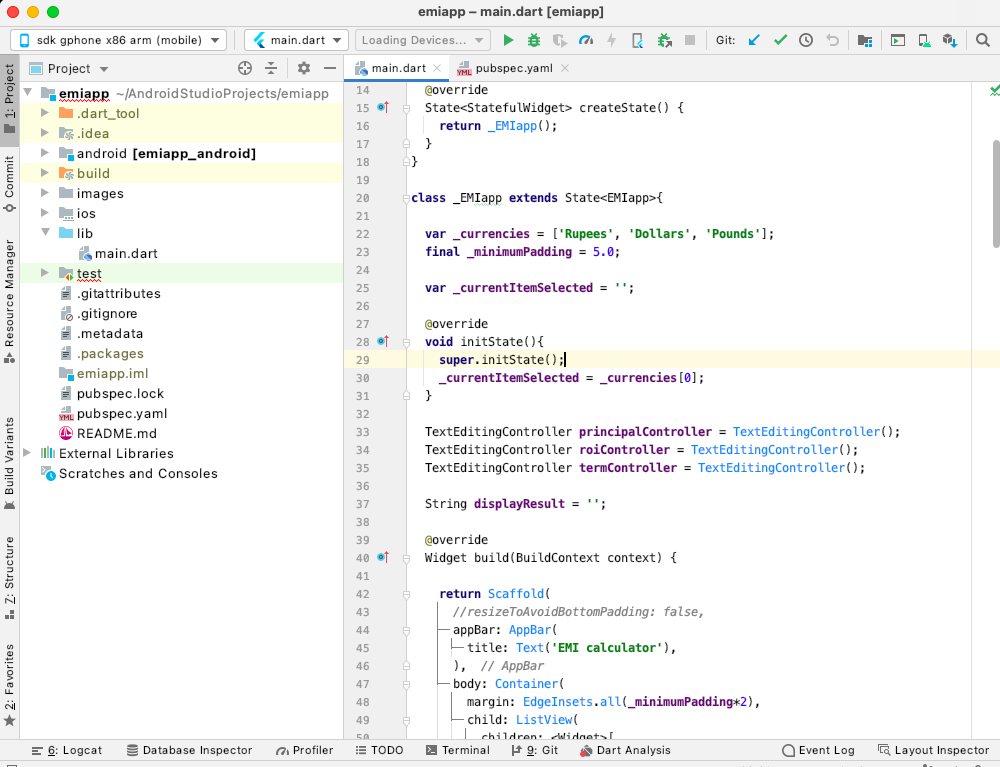 emiapp – main.dart [emiapp]
sdk gphone x86 arm (mobile) main.dart Loading Devices... Git:
Project main.dart pubspec.yaml
1: Project
Commit
Resource Manager
Build Variants
Z: Structure
2: Favorites
emiapp ~/AndroidStudioProjects/emiapp
.dart_tool
.idea
android [emiapp_android]
build
images
ios
lib
main.dart
test
.gitattributes
.gitignore
.metadata
.packages
emiapp.iml
pubspec.lock
pubspec.yaml
README.md
External Libraries
Scratches and Consoles
14 @override
15 State<StatefulWidget> createState() {
16 return _EMIapp();
17 }
18 }
19
20 class _EMIapp extends State<EMIapp>{
21
22 var _currencies = ['Rupees', 'Dollars', 'Pounds'];
23 final _minimumPadding = 5.0;
24
25 var _currentItemSelected = '';
26
27 @override
28 void initState(){
29 super.initState();
30 _currentItemSelected = _currencies[0];
31 }
32
33 TextEditingController principalController = TextEditingController();
34 TextEditingController roiController = TextEditingController();
35 TextEditingController termController = TextEditingController();
36
37 String displayResult = '';
38
39 @override
40 Widget build(BuildContext context) {
41
42 return Scaffold(
43 //resizeToAvoidBottomPadding: false,
44 appBar: AppBar(
45 title: Text('EMI calculator'),
46 ), // AppBar
47 body: Container(
48 margin: EdgeInsets.all(_minimumPadding*2),
49 child: ListView(
50 children: <Widget>[
6: Logcat Database Inspector Profiler TODO Terminal 9: Git Dart Analysis Event Log Layout Inspector